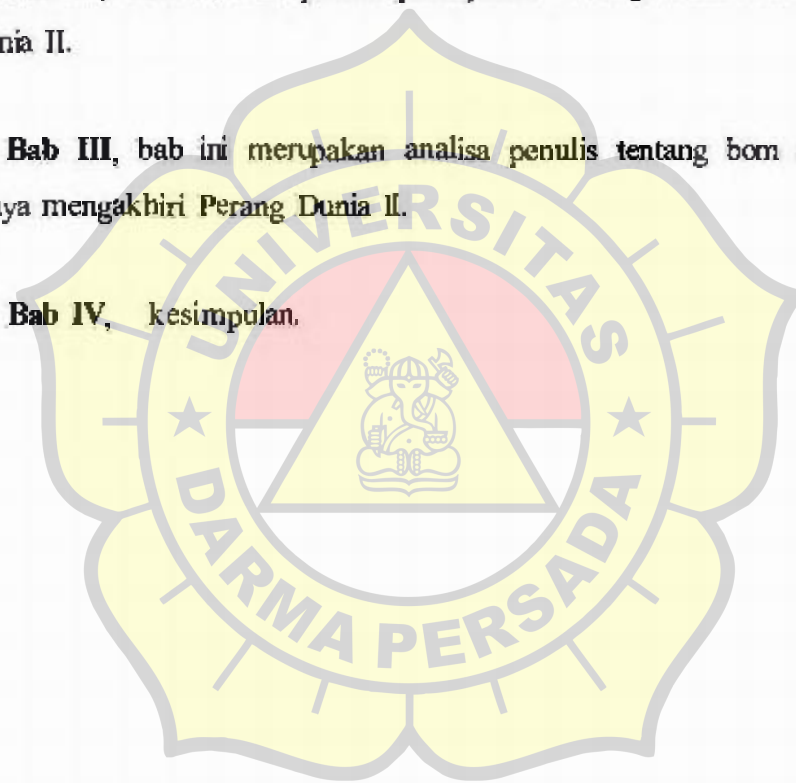 nia II.
Bab III, bab ini merupakan analisa penulis tentang bom
ya mengakhiri Perang Dunia II.
Bab IV, kesimpulan.
UNIVERSITAS
DARMA PERSADA